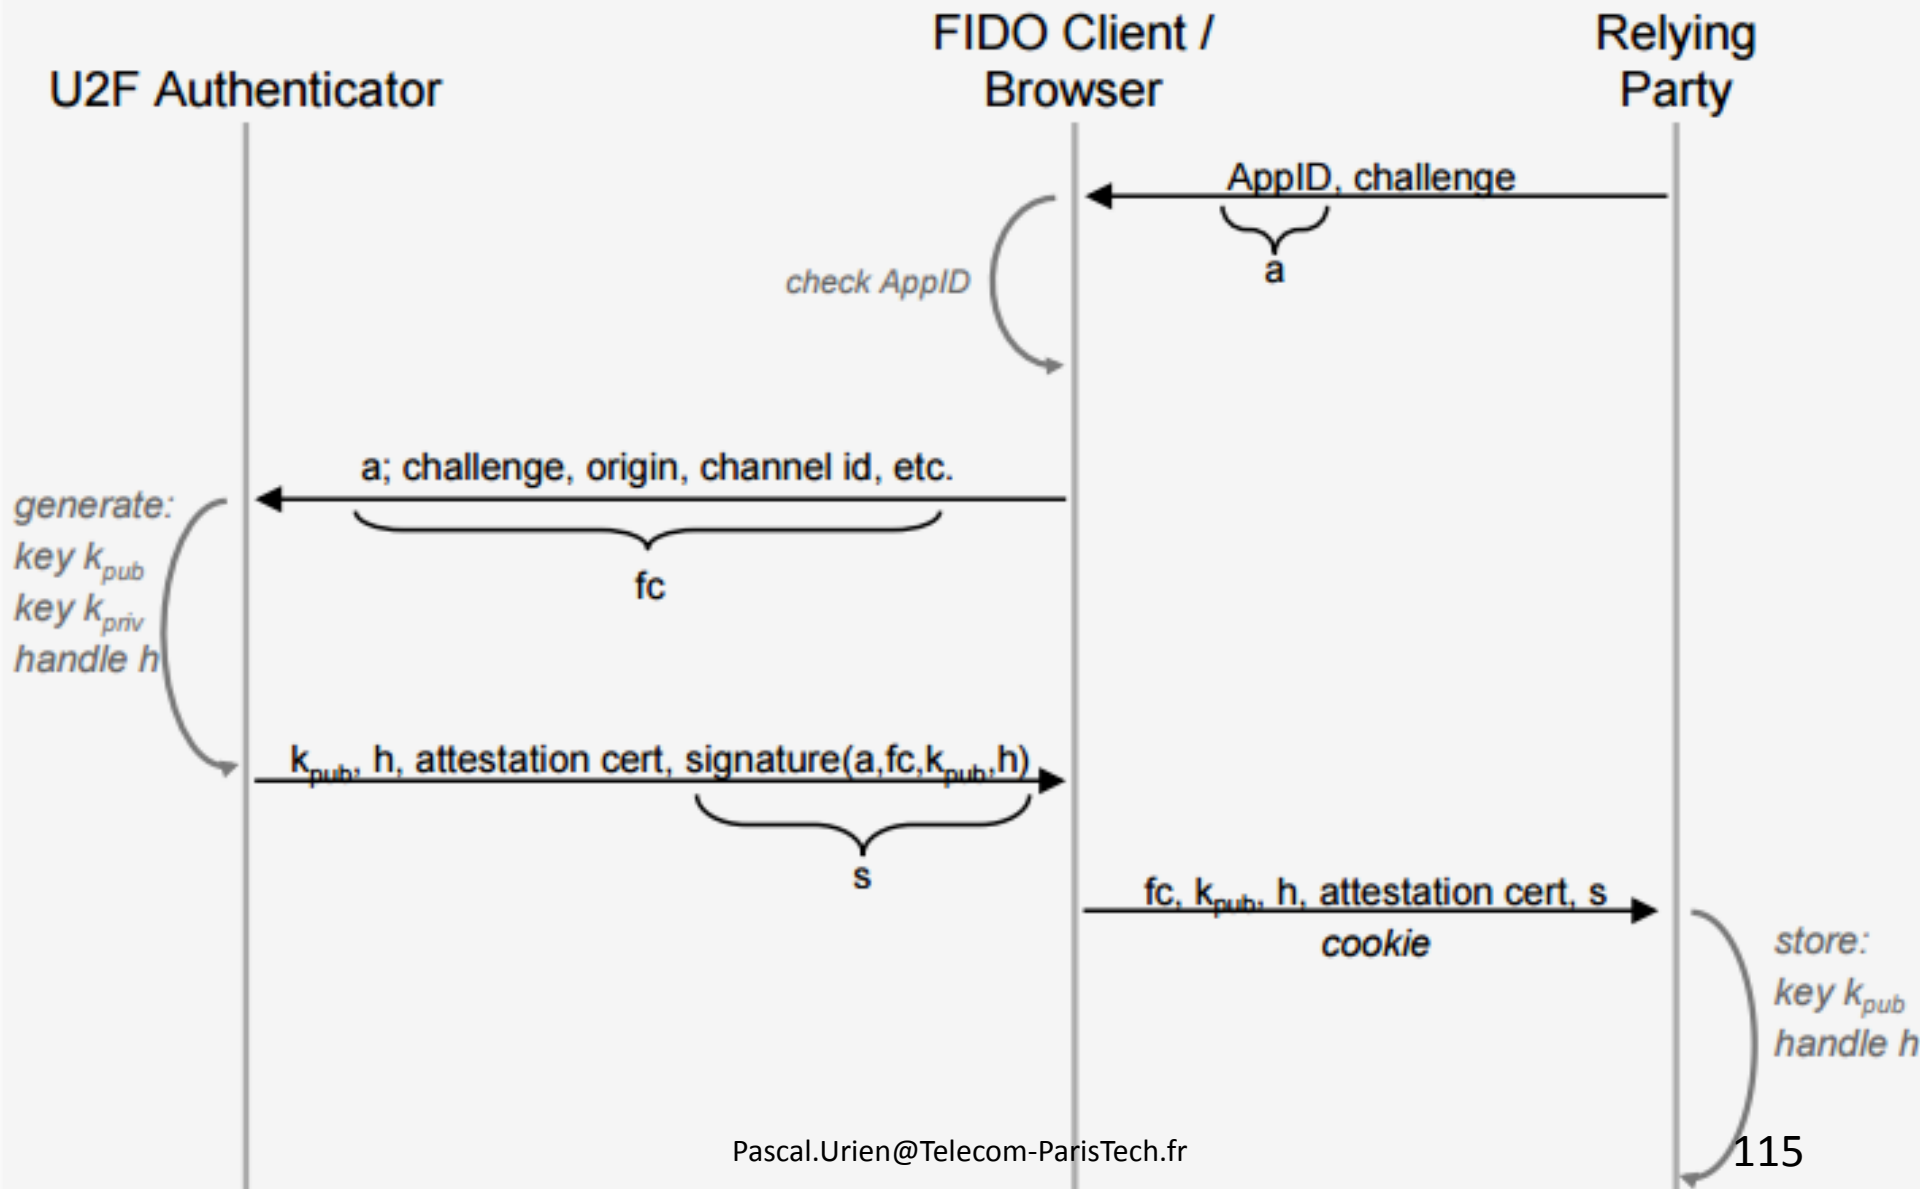 FIDO Client /
Browser
Relying
Party
U2F Authenticator
AppID, challenge
a
check AppID
a; challenge, origin, channel id, etc.
fc
generate:
key kpub
key kpriv
handle h
kpub, h, attestation cert, signature(a,fc,kpub,h)
s
fc, kpub, h, attestation cert, s
cookie
store:
key kpub
handle h
Pascal.Urien@Telecom-ParisTech.fr
115